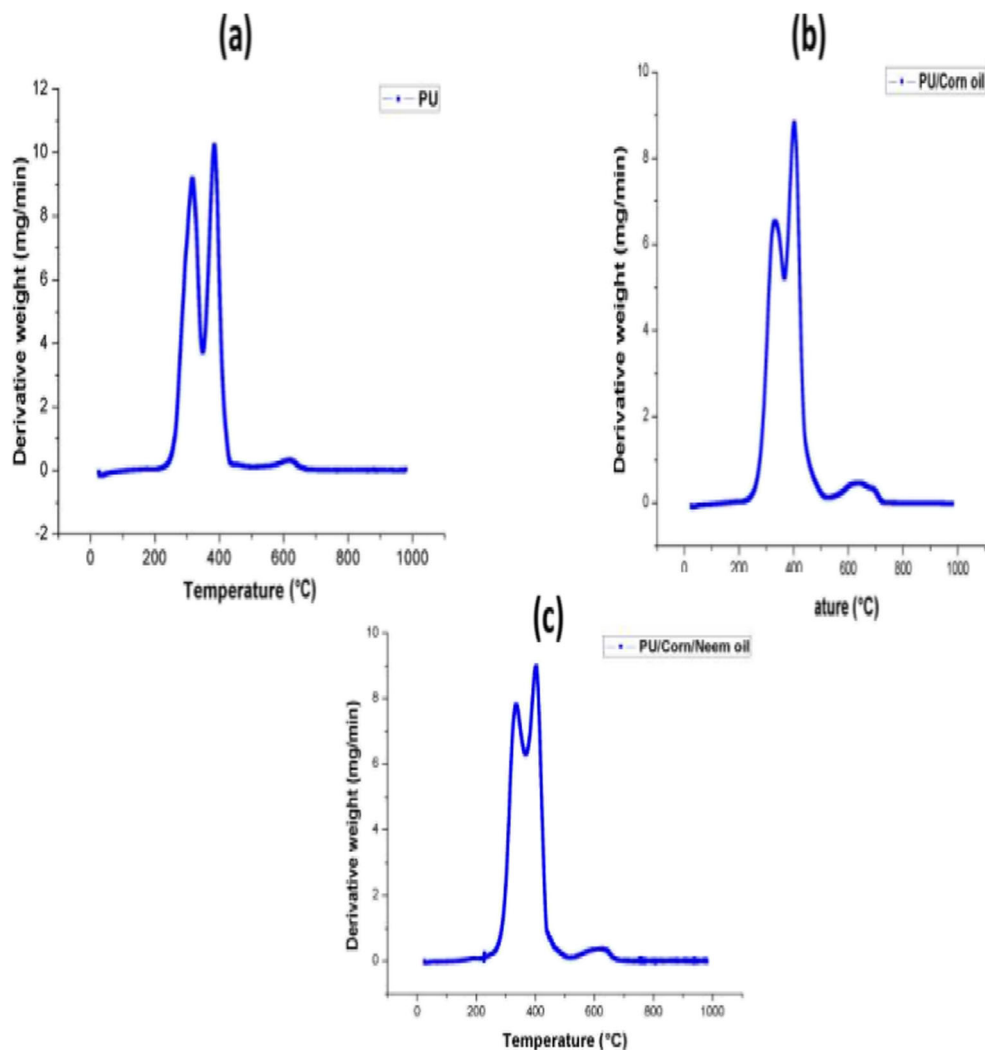 (a)
PU
12
10
8
6
4
2
0
-2
Derivative weight (mg/min)
0 200 400 600 800 1000
Temperature (°C)
(b)
PU/Corn oil
10
8
6
4
2
0
Derivative weight (mg/min)
0 200 400 600 800 1000
ature (°C)
(c)
PU/Corn/Neem oil
10
8
6
4
2
0
Derivative weight (mg/min)
0 200 400 600 800 1000
Temperature (°C)